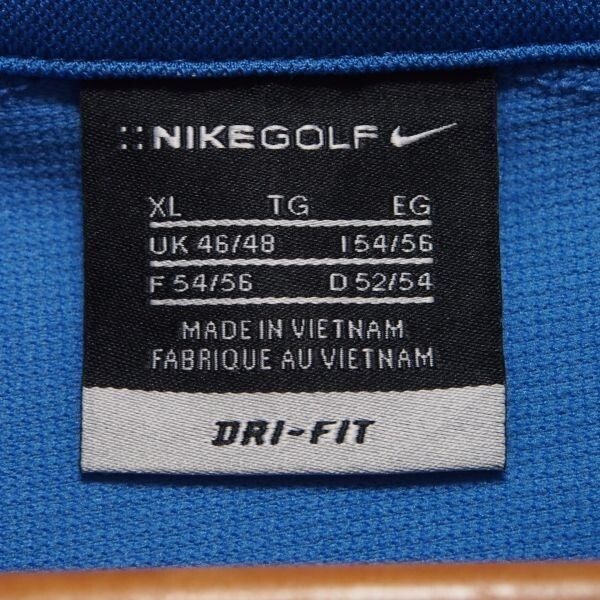 NIKEGOLF
XL TG EG
UK 46/48 I 54/56
F 54/56 D 52/54
MADE IN VIETNAM
FABRIQUE AU VIETNAM
DRI-FIT